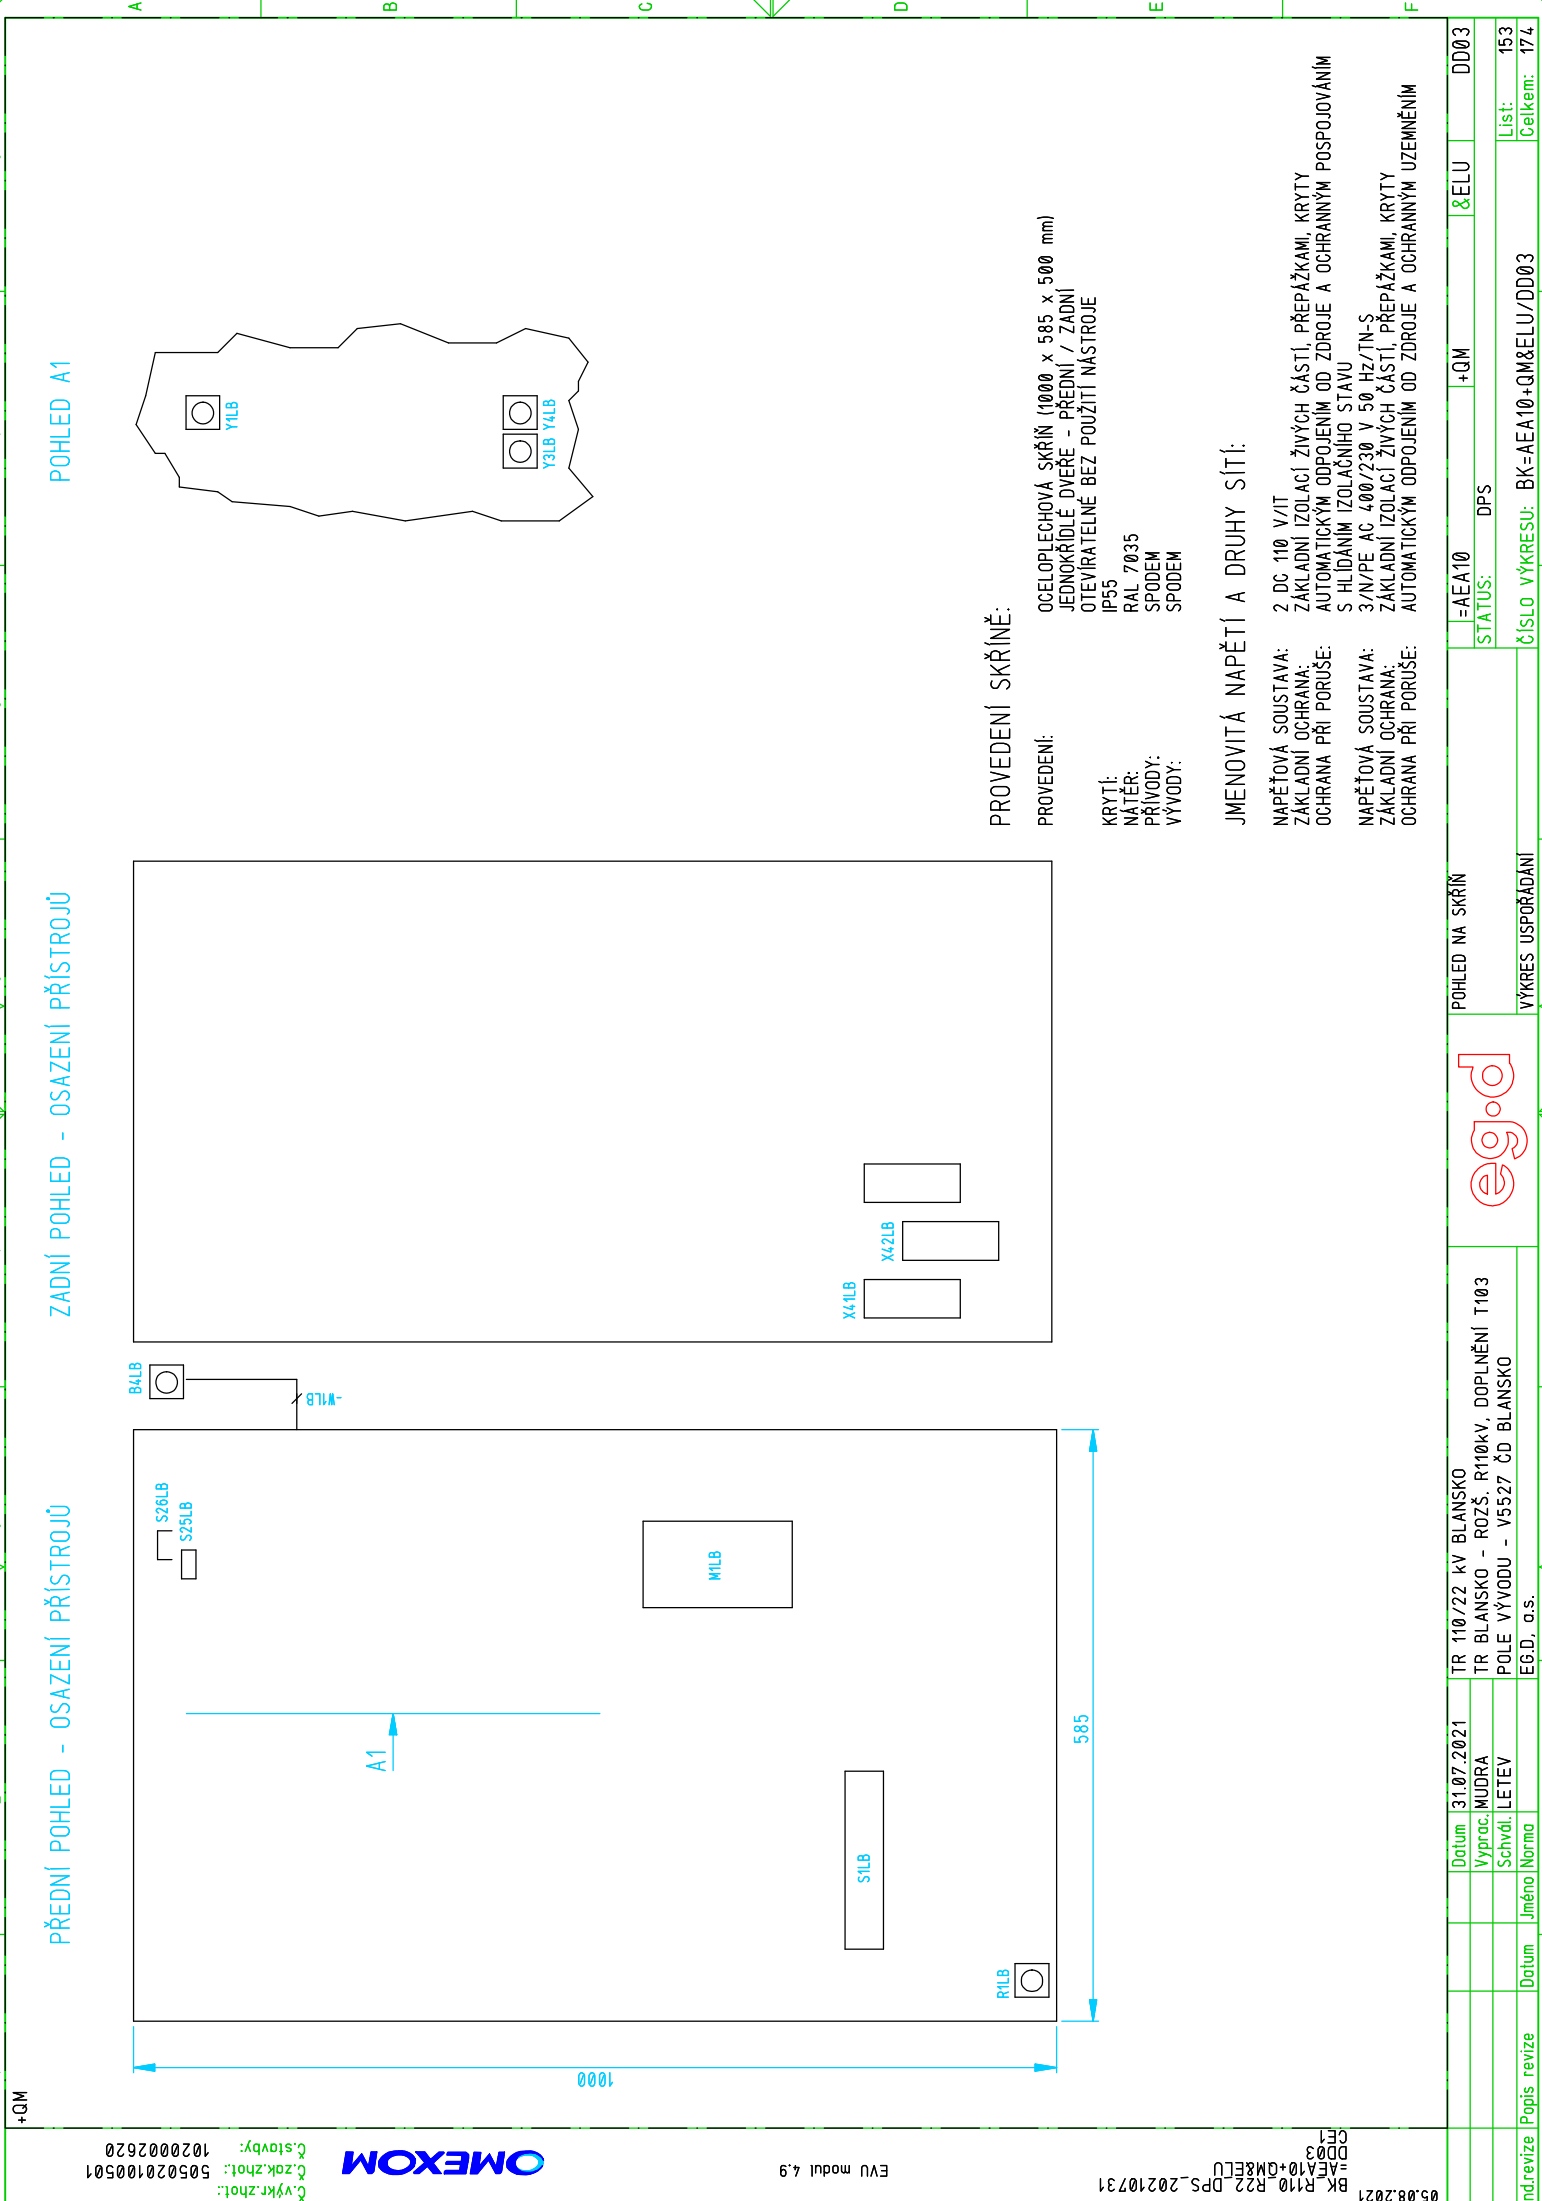 +QM
PŘEDNÍ POHLED - OSAZENÍ PŘÍSTROJŮ
ZADNÍ POHLED - OSAZENÍ PŘÍSTROJŮ
POHLED A1
S26LB
S25LB
B4LB
-W1LB
A1
M1LB
S1LB
R1LB
1000
585
X41LB
X42LB
Y1LB
Y3LB
Y4LB
PROVEDENÍ SKŘÍNĚ:
PROVEDENÍ: OCELOPLECHOVÁ SKŘÍŇ (1000 x 585 x 500 mm)
JEDNOKŘÍDLÉ DVEŘE - PŘEDNÍ / ZADNÍ
OTEVÍRATELNÉ BEZ POUŽITÍ NÁSTROJE
KRYTÍ: IP55
NÁTĚR: RAL 7035
PŘÍVODY: SPODEM
VÝVODY: SPODEM
JMENOVITÁ NAPĚTÍ A DRUHY SÍTÍ:
NAPĚŤOVÁ SOUSTAVA: 2 DC 110 V/IT
ZÁKLADNÍ OCHRANA: ZÁKLADNÍ IZOLACÍ ŽIVÝCH ČÁSTÍ, PŘEPÁŽKAMI, KRYTY
OCHRANA PŘI PORUŠE: AUTOMATICKÝM ODPOJENÍM OD ZDROJE A OCHRANNÝM POSPOJOVÁNÍM
S HLÍDÁNÍM IZOLAČNÍHO STAVU
NAPĚŤOVÁ SOUSTAVA: 3/N/PE AC 400/230 V 50 Hz/TN-S
ZÁKLADNÍ OCHRANA: ZÁKLADNÍ IZOLACÍ ŽIVÝCH ČÁSTÍ, PŘEPÁŽKAMI, KRYTY
OCHRANA PŘI PORUŠE: AUTOMATICKÝM ODPOJENÍM OD ZDROJE A OCHRANNÝM UZEMNĚNÍM
A
B
C
D
E
F
Č.výkr.zhot.:
Č.zak.zhot.: 505020100501
Č.stavby: 1020002620
OMEXOM
EVU modul 4.9
05.08.2021
BK_R110_R22_DPS_20210731
=AEA10+QM&ELU
DD03
CE1
Ind.revize Popis revize Datum Jméno Norma
Datum 31.07.2021
Vyprac. MUDRA
Schvál. LETEV
TR 110/22 kV BLANSKO
TR BLANSKO - ROZŠ. R110kV, DOPLNĚNÍ T103
POLE VÝVODU - V5527 ČD BLANSKO
EG.D, a.s.
eg·d
POHLED NA SKŘÍŇ
VÝKRES USPOŘÁDÁNÍ
=AEA10 +QM &ELU DD03
STATUS: DPS
ČÍSLO VÝKRESU: BK=AEA10+QM&ELU/DD03
List: 153
Celkem: 174